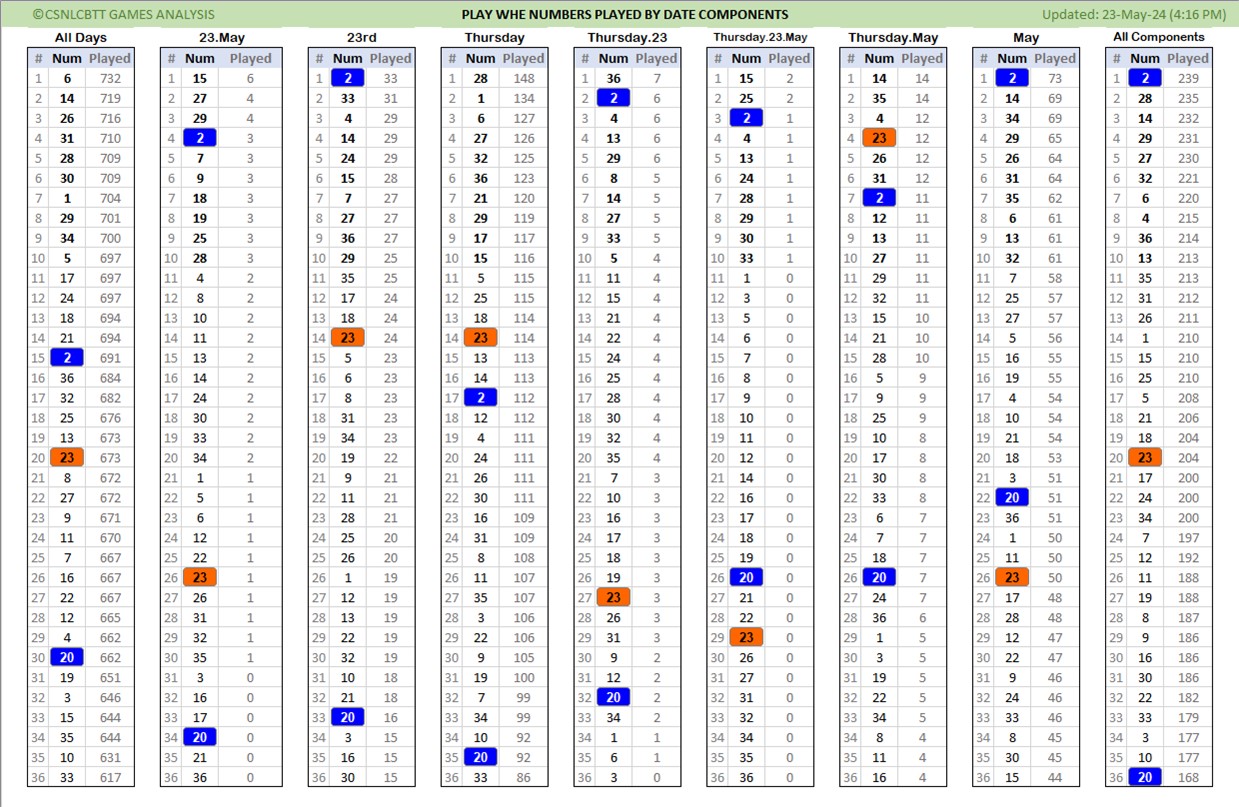 ©CSNLCBTT GAMES ANALYSIS PLAY WHE NUMBERS PLAYED BY DATE COMPONENTS Updated: 23-May-24 (4:16 PM)
All Days 23.May 23rd Thursday Thursday.23 Thursday.23.May Thursday.May May All Components
# Num Played # Num Played # Num Played # Num Played # Num Played # Num Played # Num Played # Num Played # Num Played
1 6 732 1 15 6 1 2 33 1 28 148 1 36 7 1 15 2 1 14 14 1 2 73 1 2 239
2 14 719 2 27 4 2 33 31 2 1 134 2 2 6 2 25 2 2 35 14 2 14 69 2 28 235
3 26 716 3 29 4 3 4 29 3 6 127 3 4 6 3 2 1 3 4 12 3 34 69 3 14 232
4 31 710 4 2 3 4 14 29 4 27 126 4 13 6 4 4 1 4 23 12 4 29 65 4 29 231
5 28 709 5 7 3 5 24 29 5 32 125 5 29 6 5 13 1 5 26 12 5 26 64 5 27 230
6 30 709 6 9 3 6 15 28 6 36 123 6 8 5 6 24 1 6 31 12 6 31 64 6 32 221
7 1 704 7 18 3 7 7 27 7 21 120 7 14 5 7 28 1 7 2 11 7 35 62 7 6 220
8 29 701 8 19 3 8 27 27 8 29 119 8 27 5 8 29 1 8 12 11 8 6 61 8 4 215
9 34 700 9 25 3 9 36 27 9 17 117 9 33 5 9 30 1 9 13 11 9 13 61 9 36 214
10 5 697 10 28 3 10 29 25 10 15 116 10 5 4 10 33 1 10 27 11 10 32 61 10 13 213
11 17 697 11 4 2 11 35 25 11 5 115 11 11 4 11 1 0 11 29 11 11 7 58 11 35 213
12 24 697 12 8 2 12 17 24 12 25 115 12 15 4 12 3 0 12 32 11 12 25 57 12 31 212
13 18 694 13 10 2 13 18 24 13 18 114 13 21 4 13 5 0 13 15 10 13 27 57 13 26 211
14 21 694 14 11 2 14 23 24 14 23 114 14 22 4 14 6 0 14 21 10 14 5 56 14 1 210
15 2 691 15 13 2 15 5 23 15 13 113 15 24 4 15 7 0 15 28 10 15 16 55 15 15 210
16 36 684 16 14 2 16 6 23 16 14 113 16 25 4 16 8 0 16 5 9 16 19 55 16 25 210
17 32 682 17 24 2 17 8 23 17 2 112 17 28 4 17 9 0 17 9 9 17 4 54 17 5 208
18 25 676 18 30 2 18 31 23 18 12 112 18 30 4 18 10 0 18 25 9 18 10 54 18 21 206
19 13 673 19 33 2 19 34 23 19 4 111 19 32 4 19 11 0 19 10 8 19 21 54 19 18 204
20 23 673 20 34 2 20 19 22 20 24 111 20 35 4 20 12 0 20 17 8 20 18 53 20 23 204
21 8 672 21 1 1 21 9 21 21 26 111 21 7 3 21 14 0 21 30 8 21 3 51 21 17 200
22 27 672 22 5 1 22 11 21 22 30 111 22 10 3 22 16 0 22 33 8 22 20 51 22 24 200
23 9 671 23 6 1 23 28 21 23 16 109 23 16 3 23 17 0 23 6 7 23 36 51 23 34 200
24 11 670 24 12 1 24 25 20 24 31 109 24 17 3 24 18 0 24 7 7 24 1 50 24 7 197
25 7 667 25 22 1 25 26 20 25 8 108 25 18 3 25 19 0 25 18 7 25 11 50 25 12 192
26 16 667 26 23 1 26 1 19 26 11 107 26 19 3 26 20 0 26 20 7 26 23 50 26 11 188
27 22 667 27 26 1 27 12 19 27 35 107 27 23 3 27 21 0 27 24 7 27 17 48 27 19 188
28 12 665 28 31 1 28 13 19 28 3 106 28 26 3 28 22 0 28 36 6 28 28 48 28 8 187
29 4 662 29 32 1 29 22 19 29 22 106 29 31 3 29 23 0 29 1 5 29 12 47 29 9 186
30 20 662 30 35 1 30 32 19 30 9 105 30 9 2 30 26 0 30 3 5 30 22 47 30 16 186
31 19 651 31 3 0 31 10 18 31 19 100 31 12 2 31 27 0 31 19 5 31 9 46 31 30 186
32 3 646 32 16 0 32 21 18 32 7 99 32 20 2 32 31 0 32 22 5 32 24 46 32 22 182
33 15 644 33 17 0 33 20 16 33 34 99 33 34 2 33 32 0 33 34 5 33 33 46 33 33 179
34 35 644 34 20 0 34 3 15 34 10 92 34 1 1 34 34 0 34 8 4 34 8 45 34 3 177
35 10 631 35 21 0 35 16 15 35 20 92 35 6 1 35 35 0 35 11 4 35 30 45 35 10 177
36 33 617 36 36 0 36 30 15 36 33 86 36 3 0 36 36 0 36 16 4 36 15 44 36 20 168